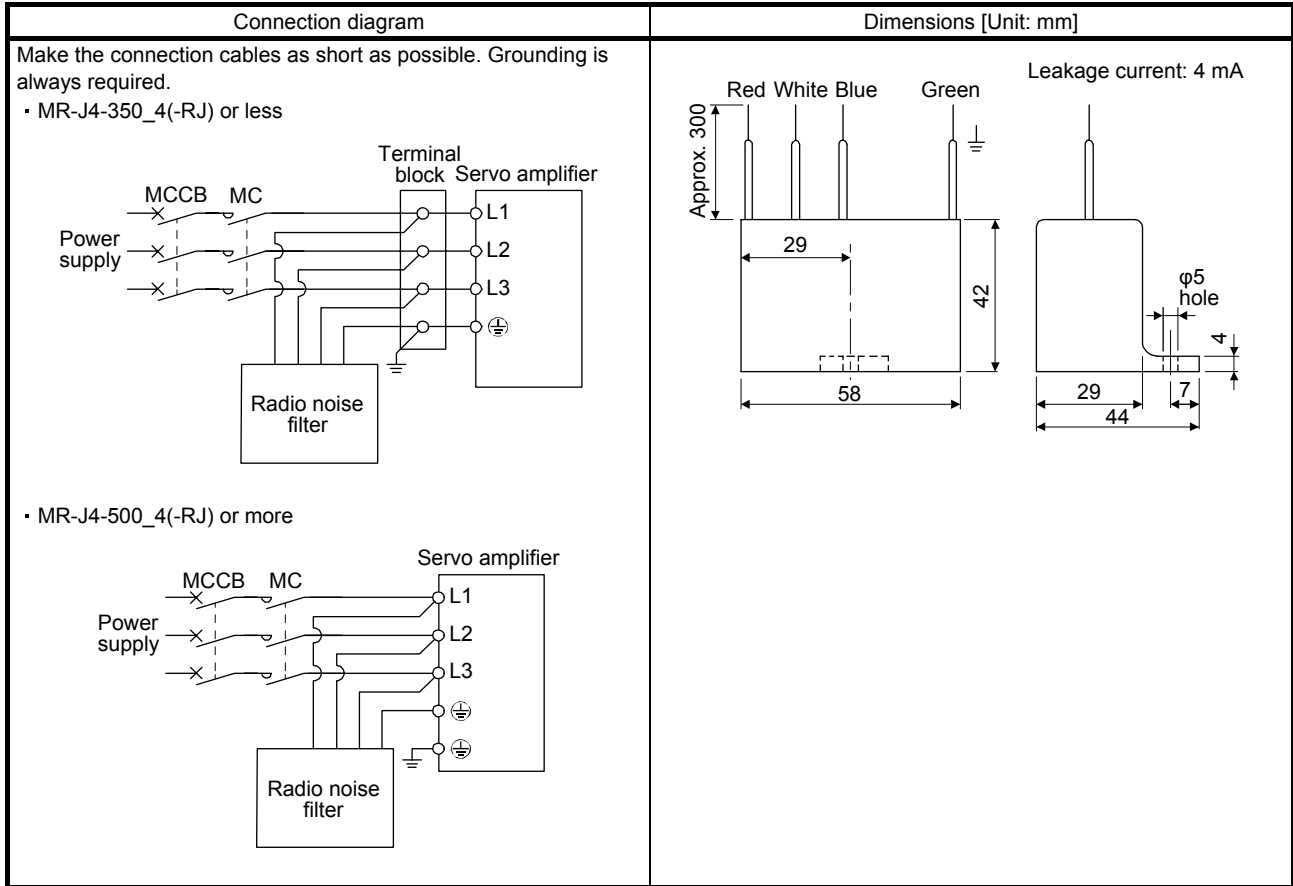 Connection diagram
Dimensions [Unit: mm]
Make the connection cables as short as possible. Grounding is
always required.
▪ MR-J4-350_4(-RJ) or less
Terminal
block
Servo amplifier
MCCB
MC
Power
supply
L1
L2
L3
Radio noise
filter
▪ MR-J4-500_4(-RJ) or more
Servo amplifier
MCCB
MC
Power
supply
L1
L2
L3
Radio noise
filter
Leakage current: 4 mA
Red White Blue
Green
Approx. 300
29
42
58
φ5
hole
4
29
7
44